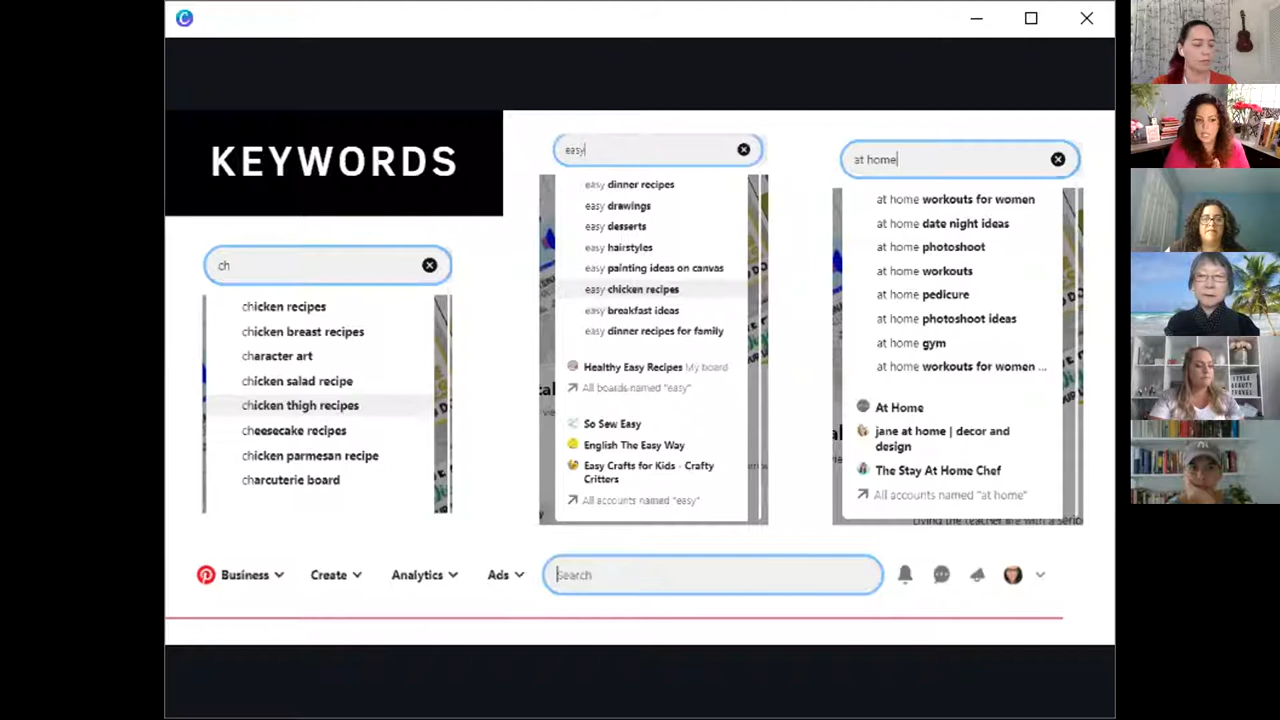 KEYWORDS
ch
chicken recipes
chicken breast recipes
character art
chicken salad recipe
chicken thigh recipes
cheesecake recipes
chicken parmesan recipe
charcuterie board
easy
easy dinner recipes
easy drawings
easy desserts
easy hairstyles
easy painting ideas on canvas
easy chicken recipes
easy breakfast ideas
easy dinner recipes for family
Healthy Easy Recipes My board
All boards named "easy"
So Sew Easy
English The Easy Way
Easy Crafts for Kids - Crafty
Critters
All accounts named "easy"
at home
at home workouts for women
at home date night ideas
at home photoshoot
at home workouts
at home pedicure
at home photoshoot ideas
at home gym
at home workouts for women ...
At Home
jane at home | decor and
design
The Stay At Home Chef
All accounts named "at home"
Business Create Analytics Ads Search
STYLE
BEAUTY
TRAVEL